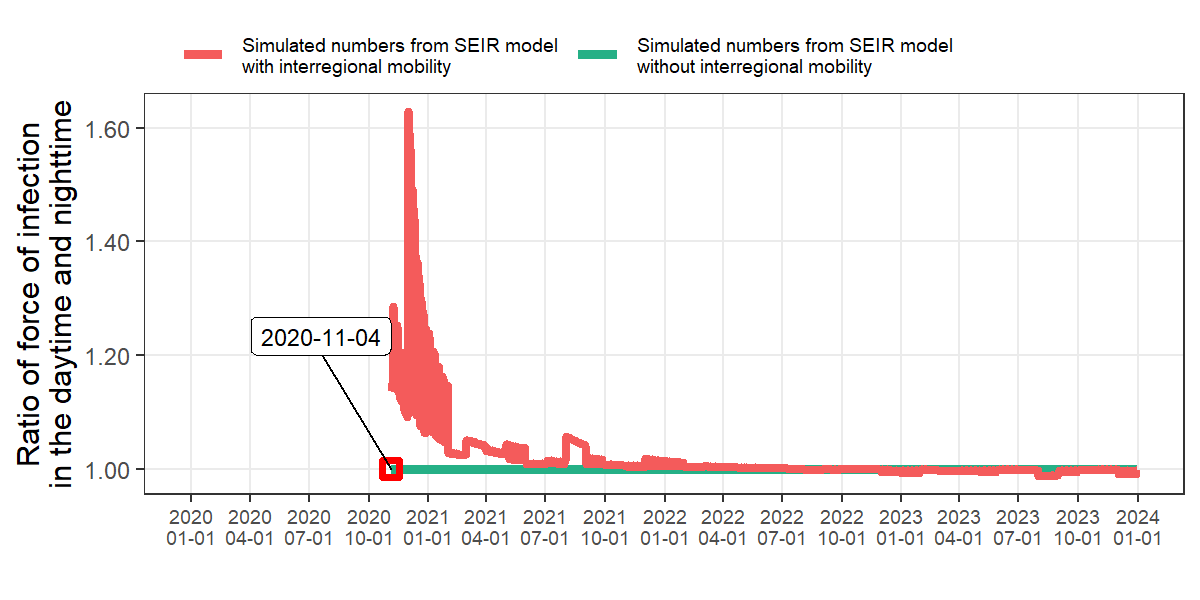 Simulated numbers from SEIR model
with interregional mobility
Simulated numbers from SEIR model
without interregional mobility
Ratio of force of infection
in the daytime and nighttime
1.60
1.40
1.20
1.00
2020-11-04
2020 2020 2020 2020 2021 2021 2021 2021 2022 2022 2022 2022 2023 2023 2023 2023 2024
01-01 04-01 07-01 10-01 01-01 04-01 07-01 10-01 01-01 04-01 07-01 10-01 01-01 04-01 07-01 10-01 01-01